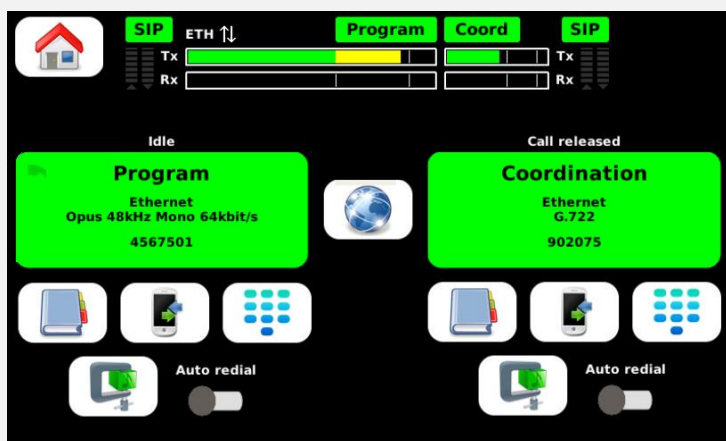 SIP
ETH
Program
Coord
SIP
Tx
Tx
Rx
Rx
Idle
Call released
Program
Ethernet
Opus 48kHz Mono 64kbit/s
4567501
Coordination
Ethernet
G.722
902075
Auto redial
Auto redial